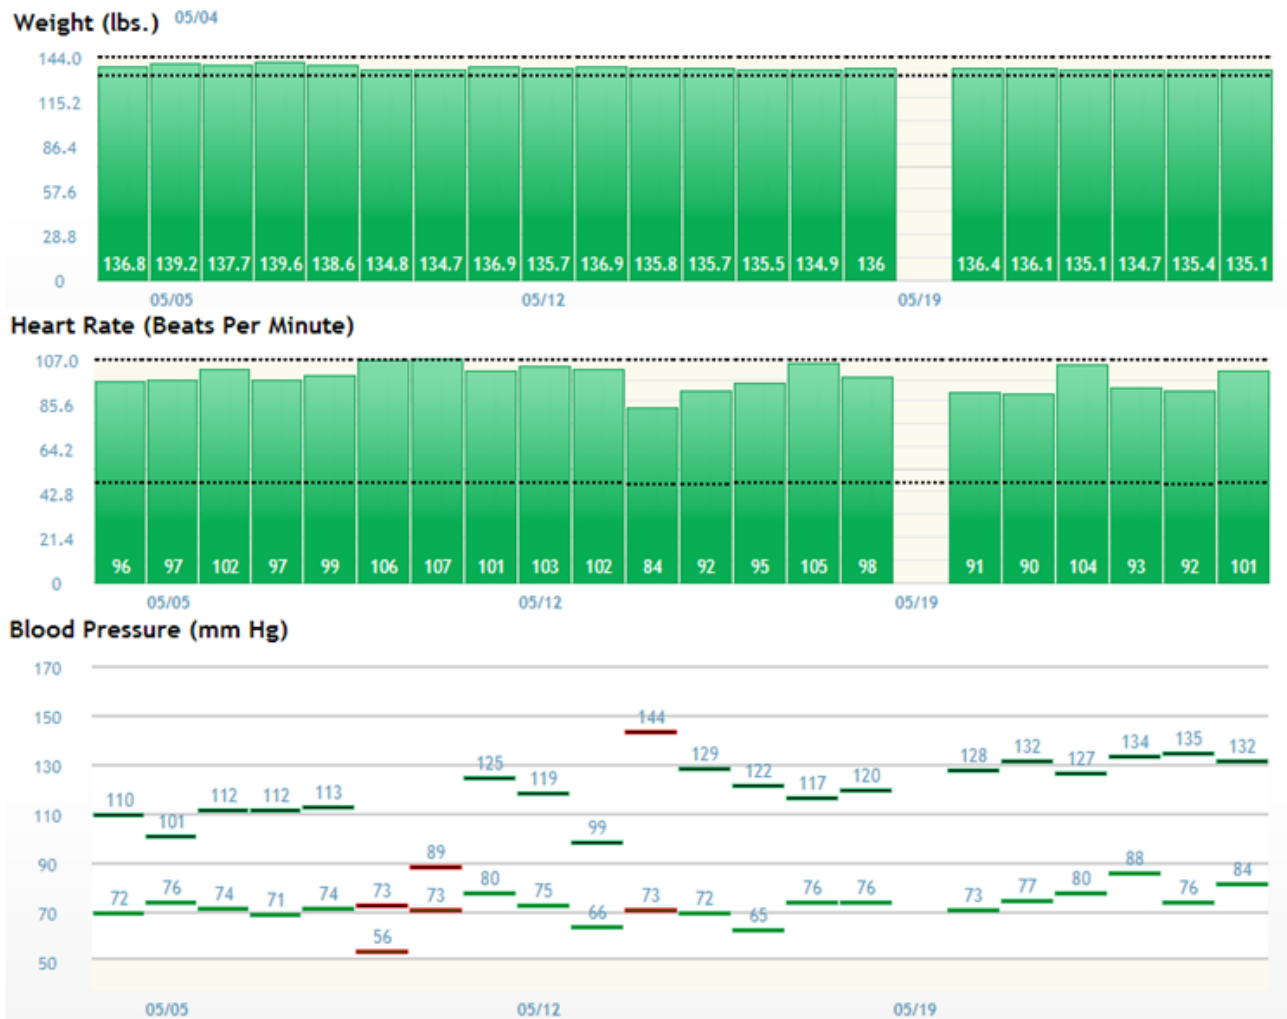 Weight (lbs.) 05/04
144.0
115.2
86.4
57.6
28.8
0
136.8 139.2 137.7 139.6 138.6 134.8 134.7 136.9 135.7 136.9 135.8 135.7 135.5 134.9 136 136.4 136.1 135.1 134.7 135.4 135.1
05/05 05/12 05/19
Heart Rate (Beats Per Minute)
107.0
85.6
64.2
42.8
21.4
0
96 97 102 97 99 106 107 101 103 102 84 92 95 105 98 91 90 104 93 92 101
05/05 05/12 05/19
Blood Pressure (mm Hg)
170
150
130
110
90
70
50
110 101 112 112 113 73 89 125 119 99 144 129 122 117 120 128 132 127 134 135 132
72 76 74 71 74 56 73 80 75 66 73 72 65 76 76 73 77 80 88 76 84
05/05 05/12 05/19